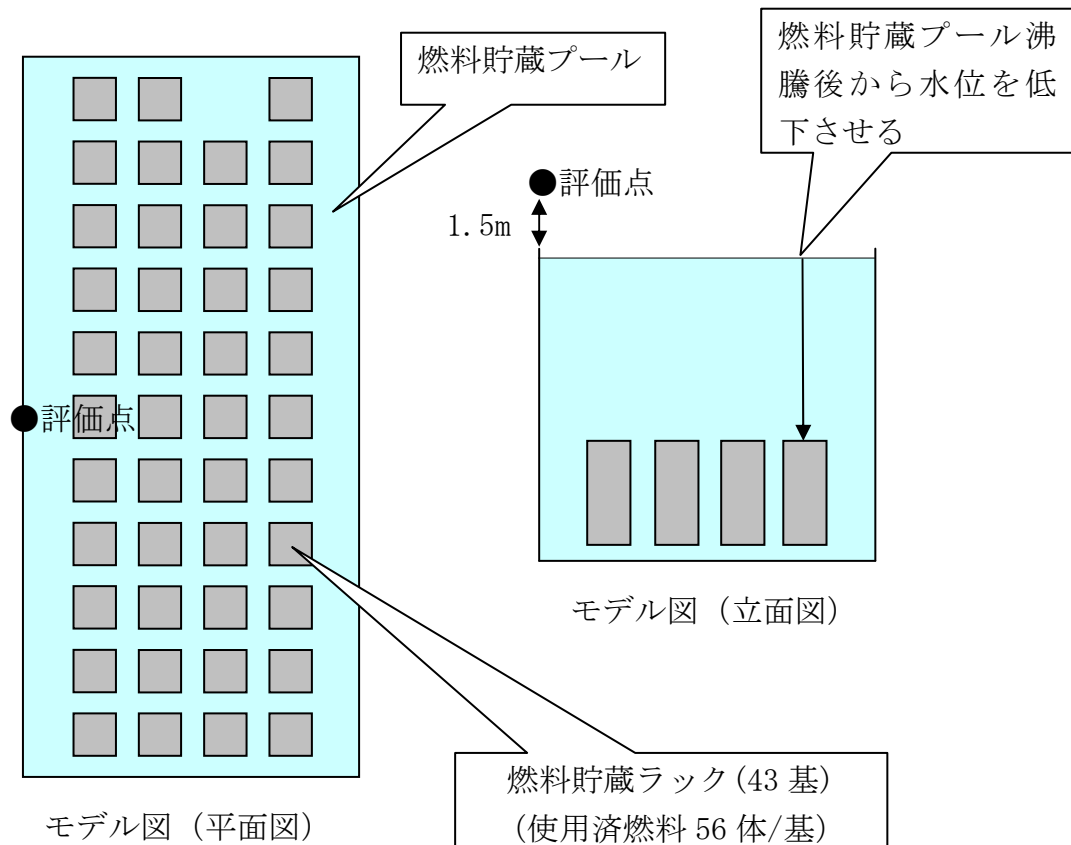 燃料貯蔵プール
燃料貯蔵プール沸
騰後から水位を低
下させる
●評価点
1.5m
●評価点
モデル図（立面図）
燃料貯蔵ラック(43 基)
(使用済燃料 56 体/基)
モデル図（平面図）